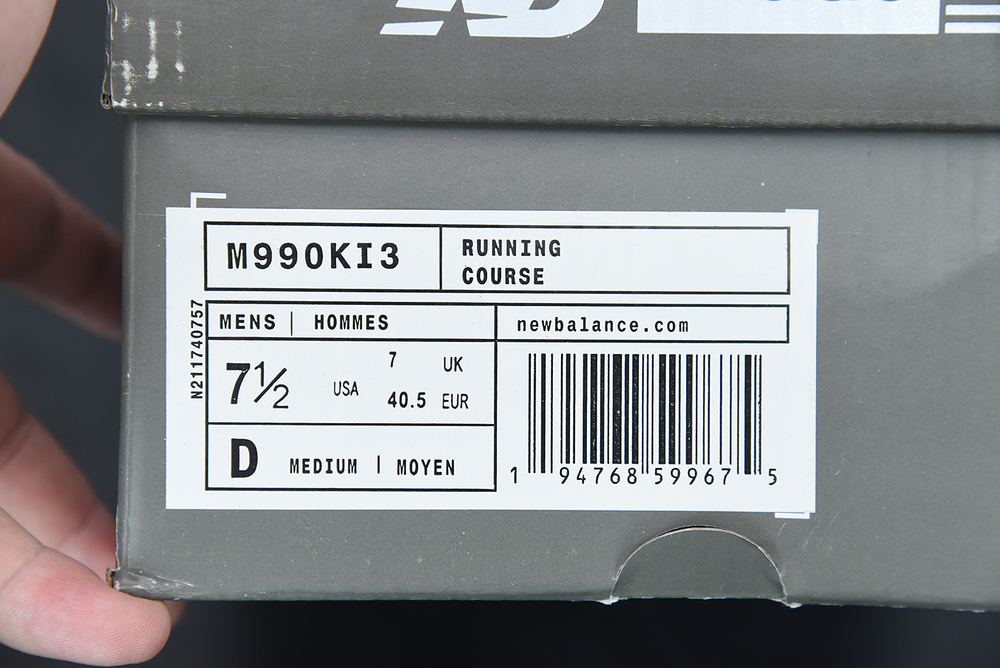 M990KI3
RUNNING
COURSE
N211740757
MENS | HOMMES
newbalance.com
7½ USA 7 UK
40.5 EUR
D MEDIUM | MOYEN
1 94768 59967 5